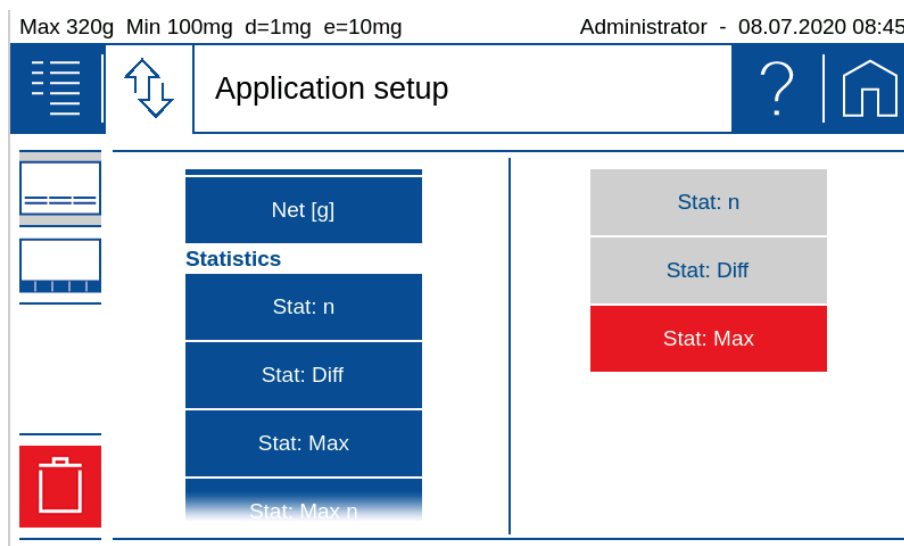 Max 320g Min 100mg d=1mg e=10mg Administrator - 08.07.2020 08:45
Application setup ?
Net [g]
Statistics
Stat: n
Stat: Diff
Stat: Max
Stat: Max n
Stat: n
Stat: Diff
Stat: Max